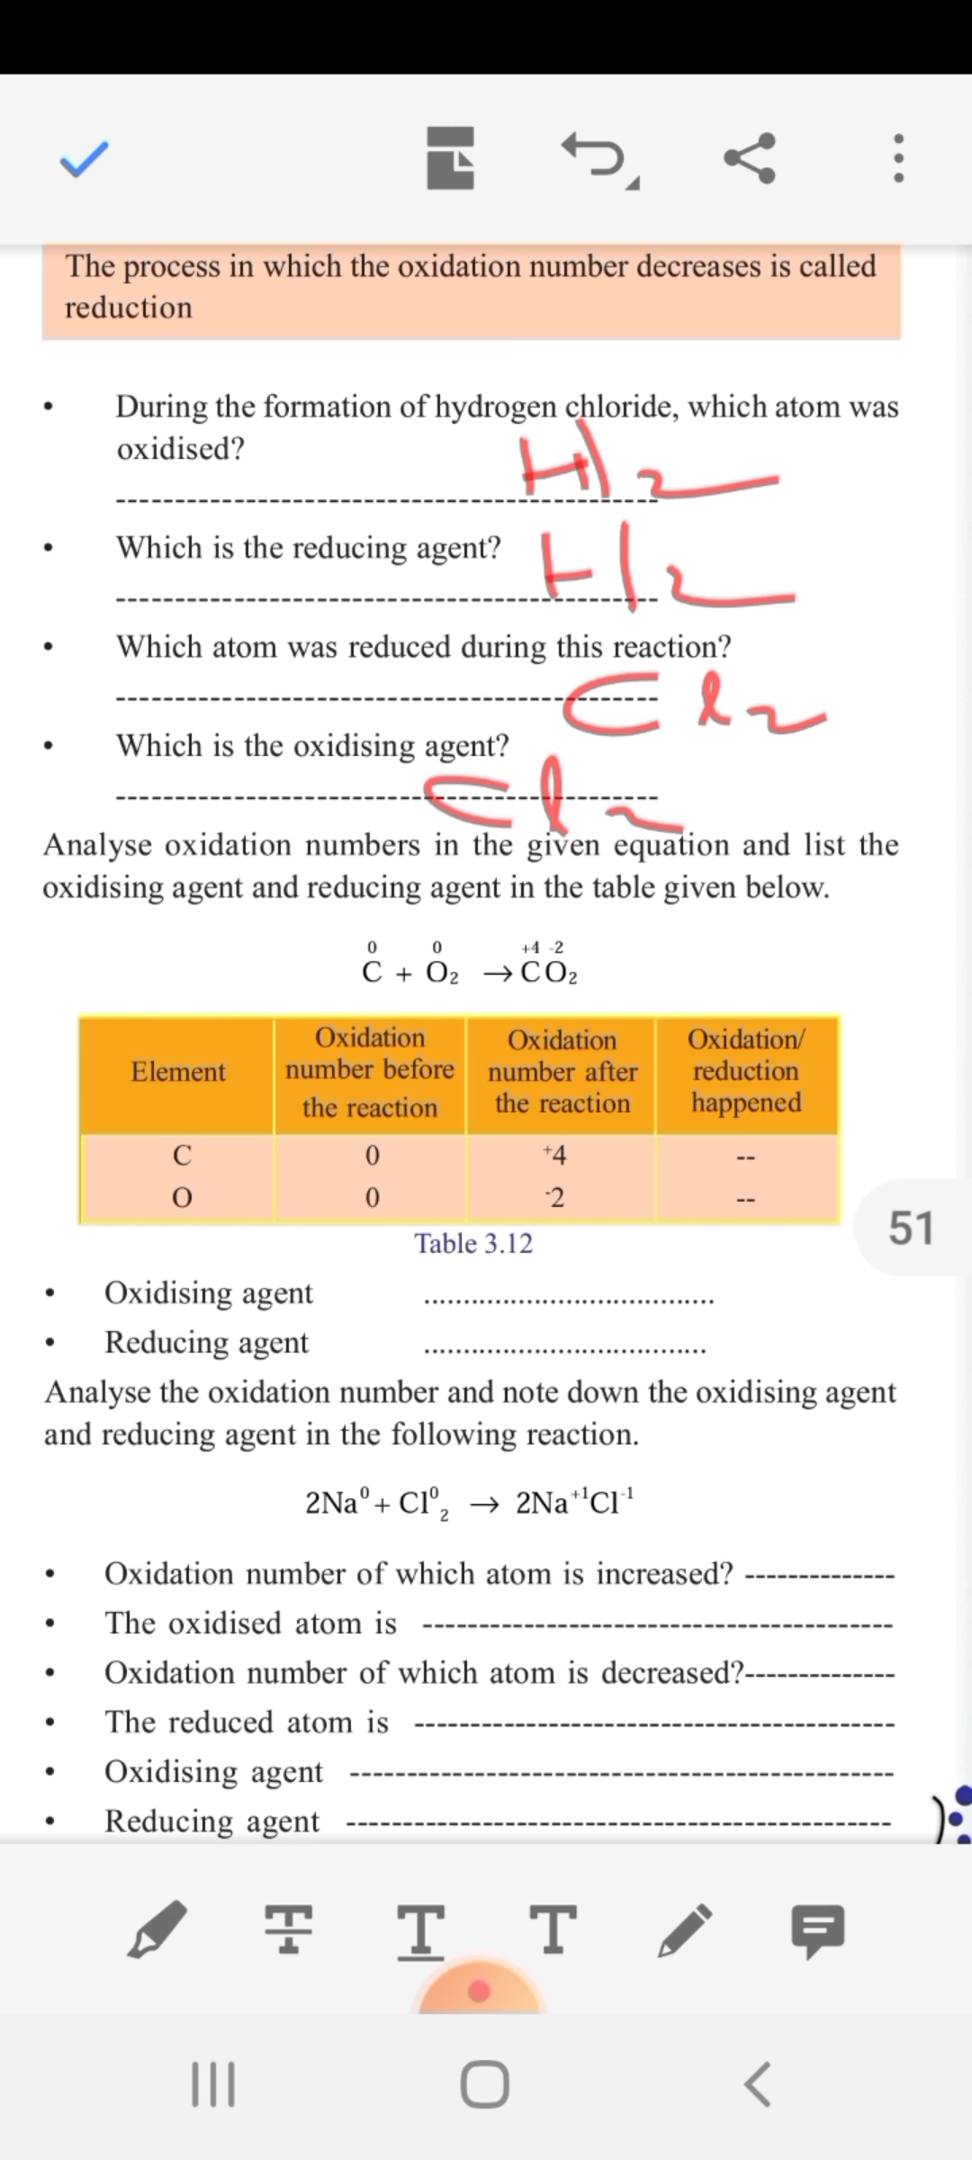 The process in which the oxidation number decreases is called
reduction
• During the formation of hydrogen chloride, which atom was
oxidised?
H2
• Which is the reducing agent?
H2
• Which atom was reduced during this reaction?
Cl2
• Which is the oxidising agent?
Cl2
Analyse oxidation numbers in the given equation and list the
oxidising agent and reducing agent in the table given below.
0 0 +4 -2
C + O₂ → CO₂
Element Oxidation number before the reaction Oxidation number after the reaction Oxidation/ reduction happened
C 0 +4 --
O 0 -2 --
Table 3.12
51
• Oxidising agent ....................................
• Reducing agent ...................................
Analyse the oxidation number and note down the oxidising agent
and reducing agent in the following reaction.
2Na⁰ + Cl⁰₂ → 2Na⁺¹Cl⁻¹
• Oxidation number of which atom is increased? --------------
• The oxidised atom is --------------------------------------------
• Oxidation number of which atom is decreased?--------------
• The reduced atom is ---------------------------------------------
• Oxidising agent ---------------------------------------------------
• Reducing agent ---------------------------------------------------